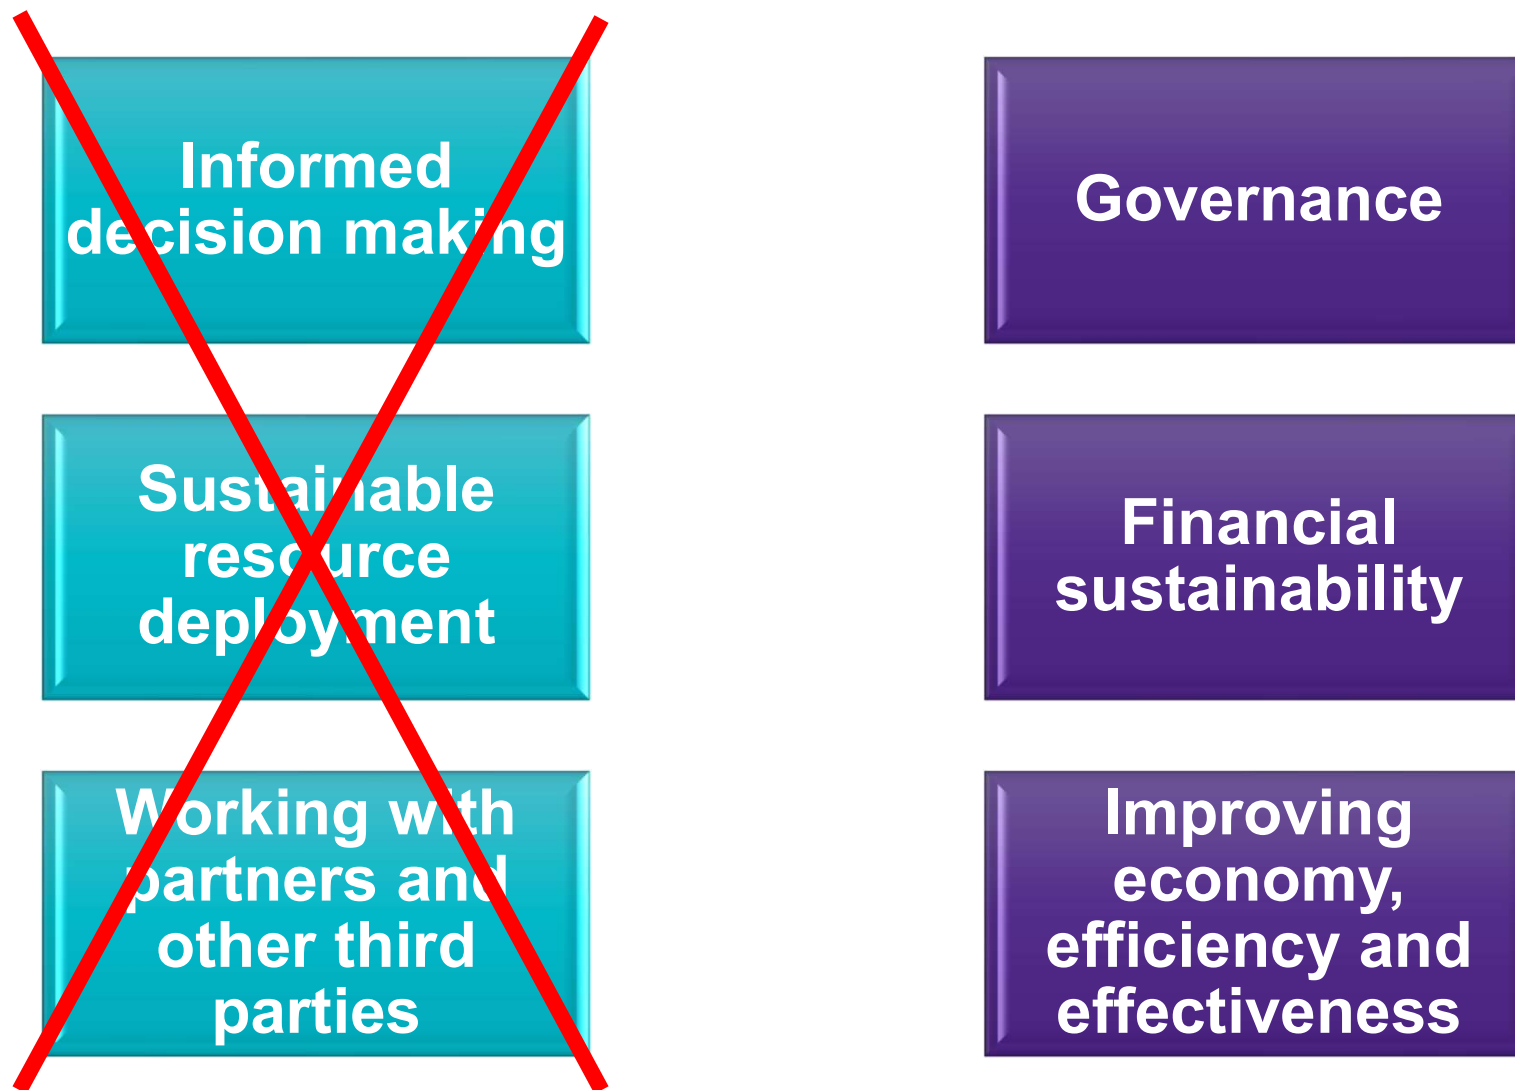 Informed
decision making
Sustainable
resource
deployment
Working with
partners and
other third
parties
Governance
Financial
sustainability
Improving
economy,
efficiency and
effectiveness